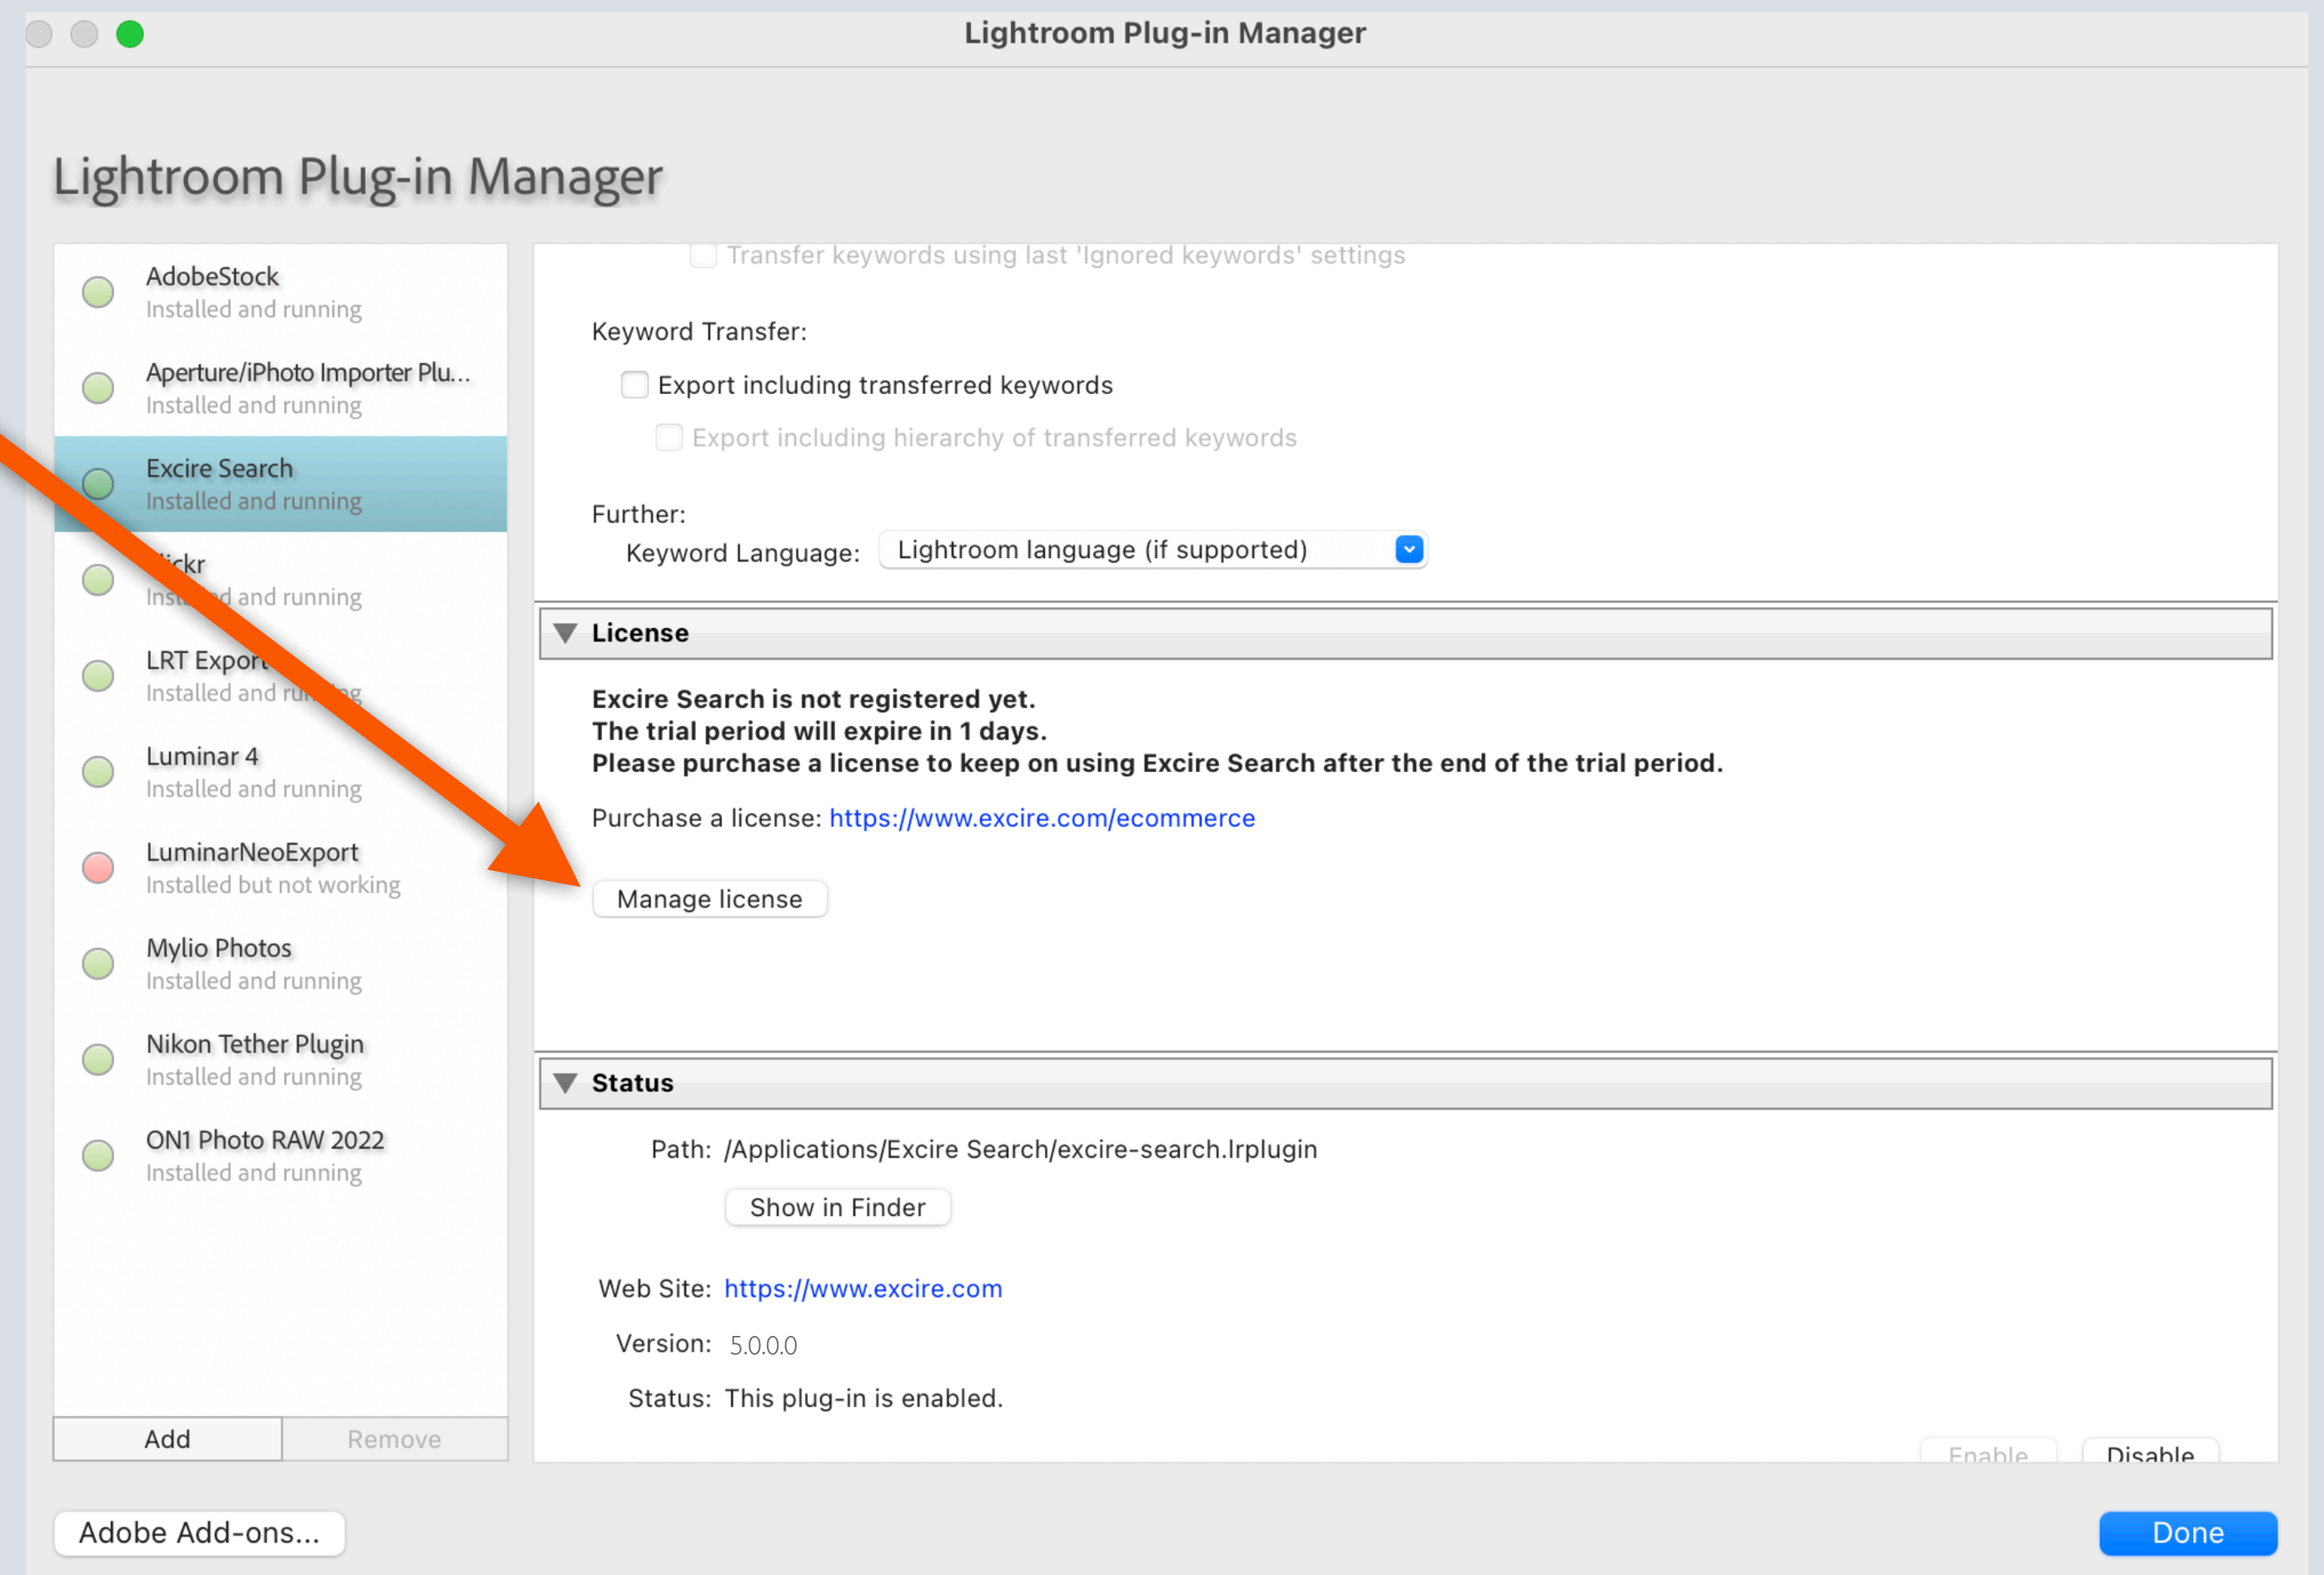 Lightroom Plug-in Manager
Lightroom Plug-in Manager
AdobeStock
Installed and running
Aperture/iPhoto Importer Plu...
Installed and running
Excire Search
Installed and running
Installed and running
LRT Export
Installed and running
Luminar 4
Installed and running
LuminarNeoExport
Installed but not working
Mylio Photos
Installed and running
Nikon Tether Plugin
Installed and running
ON1 Photo RAW 2022
Installed and running
Add
Remove
Transfer keywords using last 'Ignored keywords' settings
Keyword Transfer:
Export including transferred keywords
Export including hierarchy of transferred keywords
Further:
Keyword Language: Lightroom language (if supported)
License
Excire Search is not registered yet.
The trial period will expire in 1 days.
Please purchase a license to keep on using Excire Search after the end of the trial period.
Purchase a license: https://www.excire.com/ecommerce
Manage license
Status
Path: /Applications/Excire Search/excire-search.lrplugin
Show in Finder
Web Site: https://www.excire.com
Version: 5.0.0.0
Status: This plug-in is enabled.
Enable
Disable
Adobe Add-ons...
Done